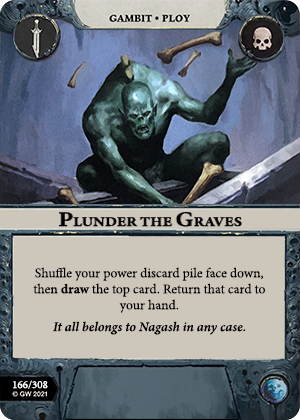 GAMBIT • PLOY
PLUNDER THE GRAVES
Shuffle your power discard pile face down,
then draw the top card. Return that card to
your hand.
It all belongs to Nagash in any case.
166/308
© GW 2021